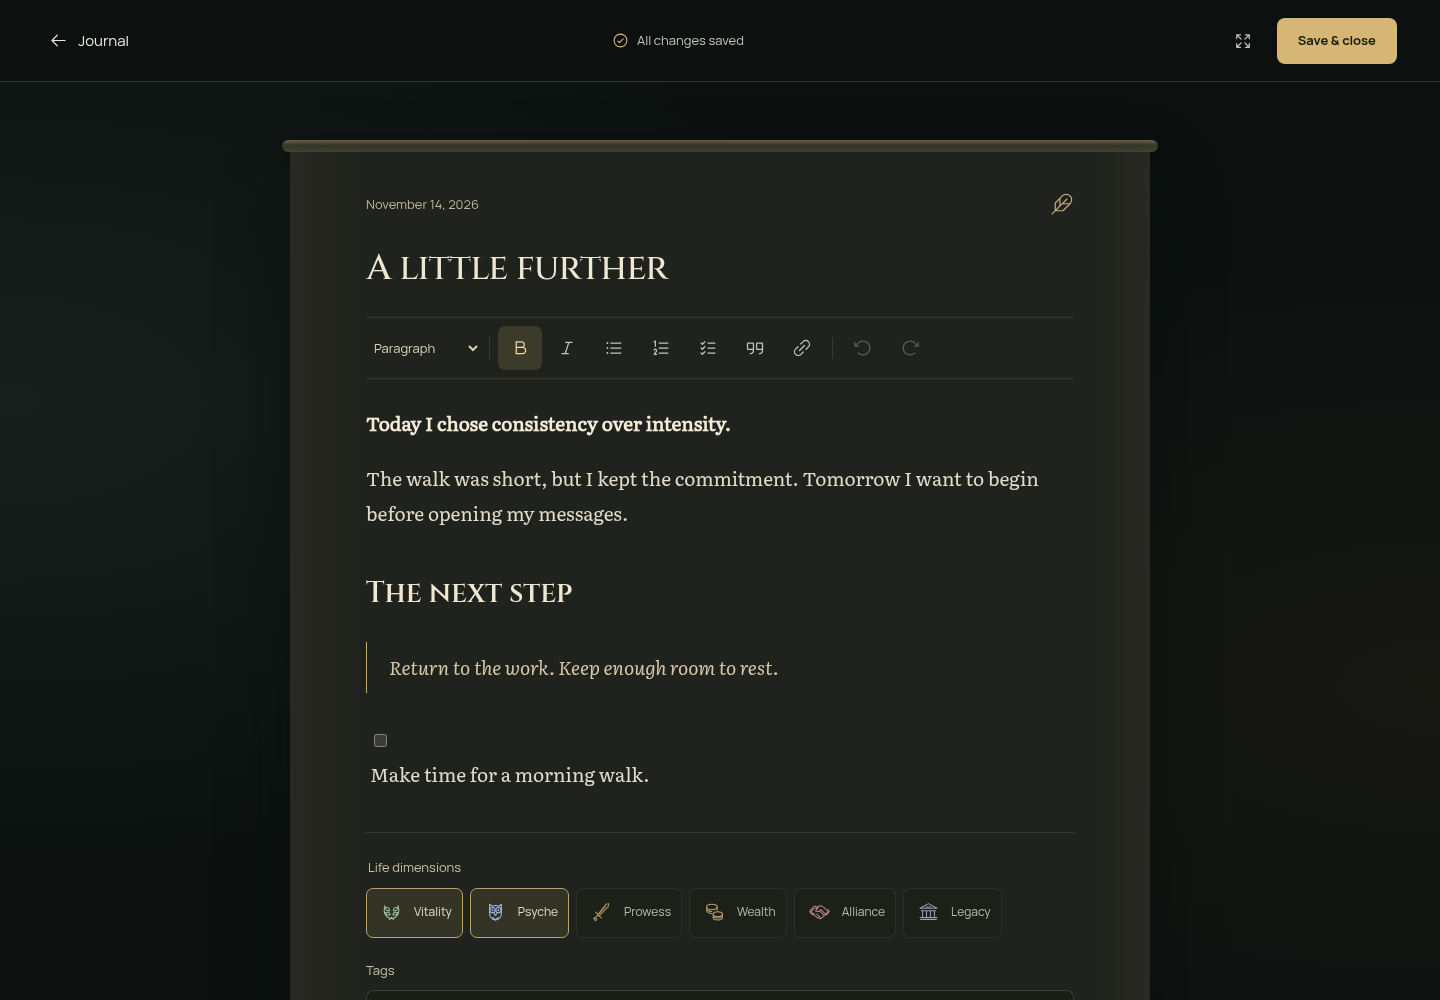 Journal
All changes saved
Save & close
November 14, 2026
A little further
Paragraph
Today I chose consistency over intensity.
The walk was short, but I kept the commitment. Tomorrow I want to begin
before opening my messages.
The next step
Return to the work. Keep enough room to rest.
Make time for a morning walk.
Life dimensions
Vitality Psyche Prowess Wealth Alliance Legacy
Tags